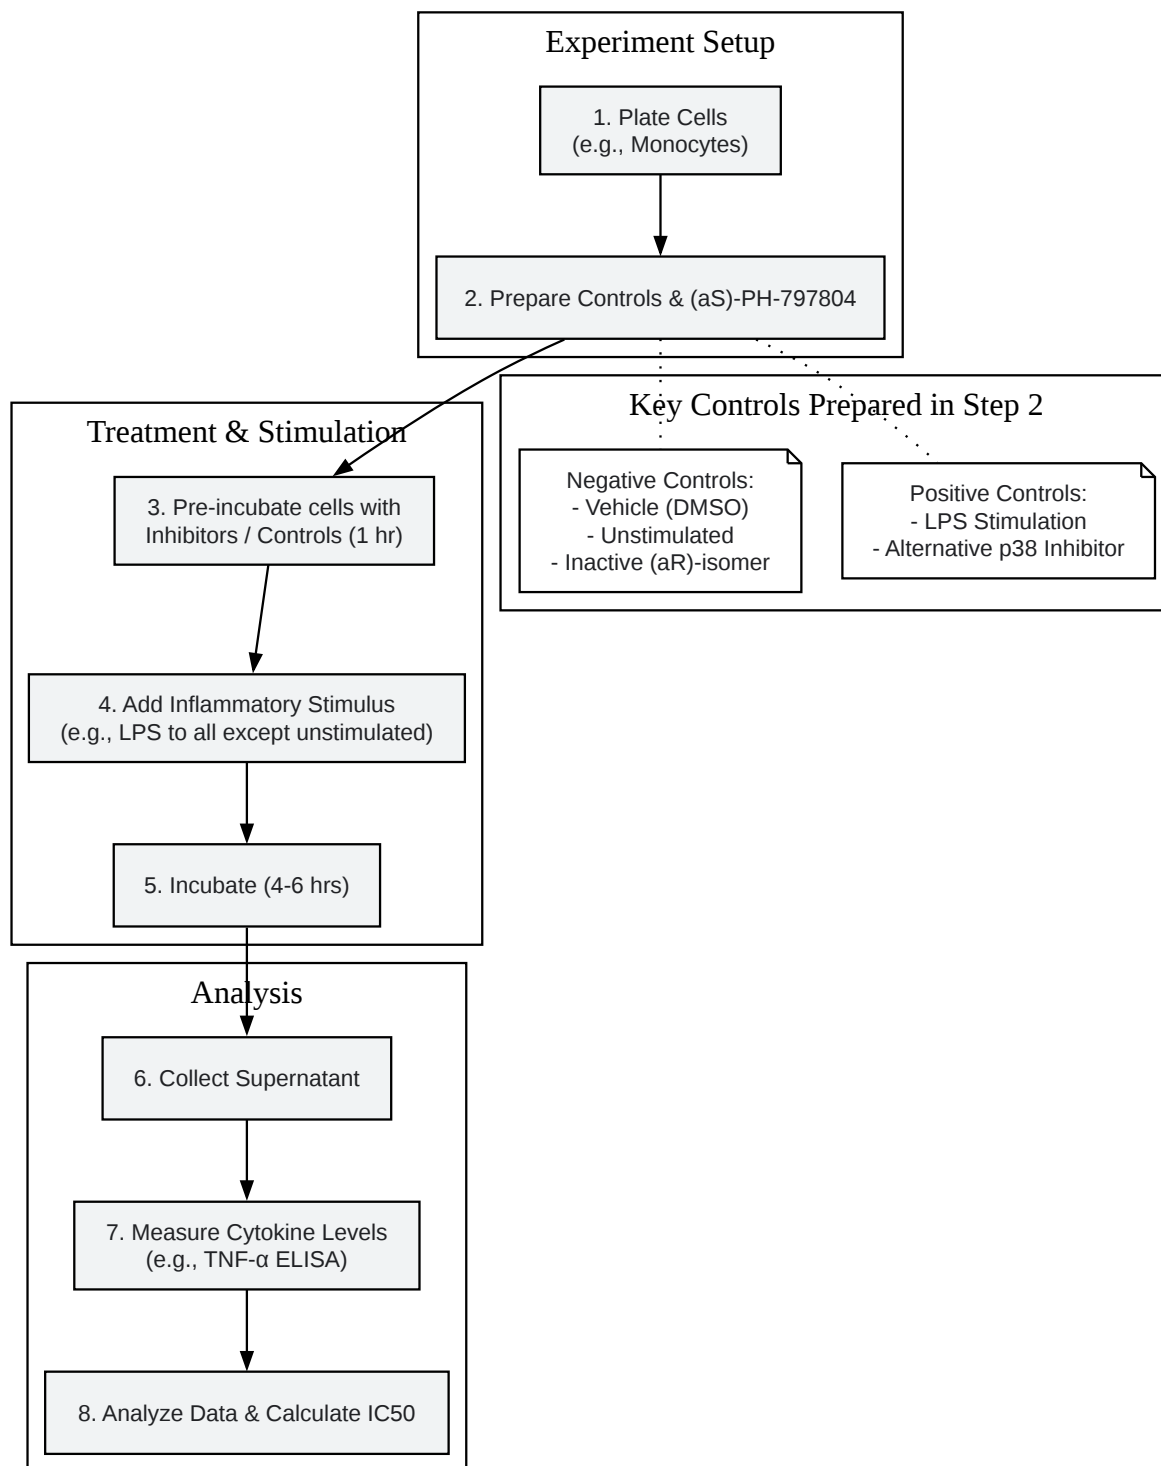 Experiment Setup
1. Plate Cells
(e.g., Monocytes)
2. Prepare Controls & (aS)-PH-797804
Key Controls Prepared in Step 2
Negative Controls:
- Vehicle (DMSO)
- Unstimulated
- Inactive (aR)-isomer
Positive Controls:
- LPS Stimulation
- Alternative p38 Inhibitor
Treatment & Stimulation
3. Pre-incubate cells with
Inhibitors / Controls (1 hr)
4. Add Inflammatory Stimulus
(e.g., LPS to all except unstimulated)
5. Incubate (4-6 hrs)
Analysis
6. Collect Supernatant
7. Measure Cytokine Levels
(e.g., TNF-α ELISA)
8. Analyze Data & Calculate IC50